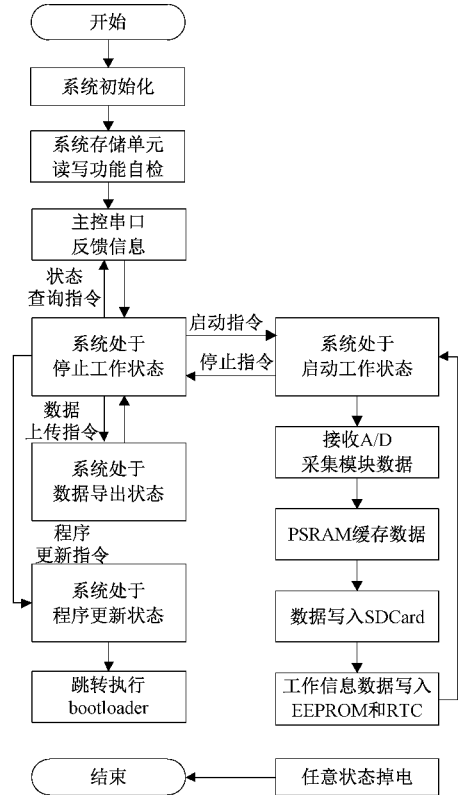 开始
系统初始化
系统存储单元
读写功能自检
主控串口
反馈信息
状态
查询指令
系统处于
停止工作状态
启动指令
停止指令
系统处于
启动工作状态
数据
上传指令
接收A/D
采集模块数据
系统处于
数据导出状态
PSRAM缓存数据
程序
更新指令
系统处于
程序更新状态
数据写入SDCard
跳转执行
bootloader
工作信息数据写入
EEPROM和RTC
结束
任意状态掉电